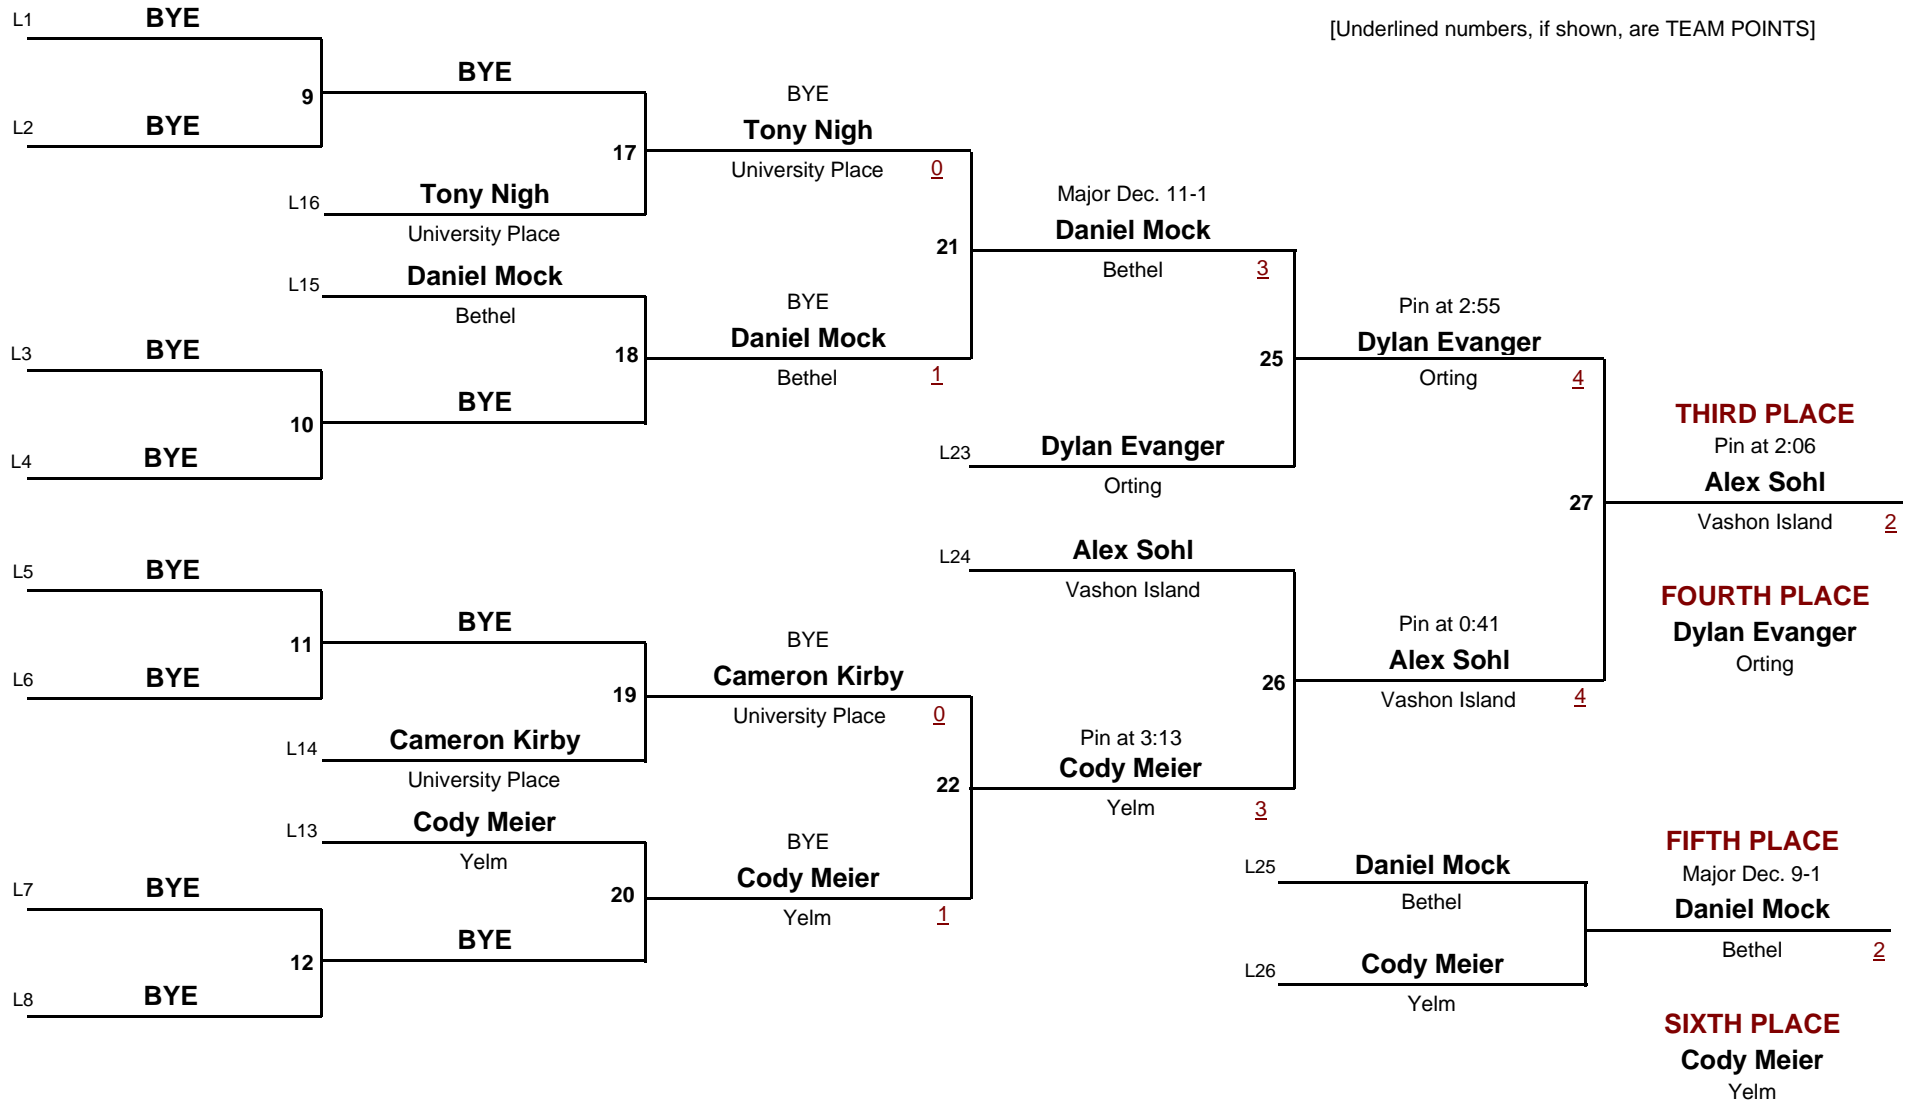 [Underlined numbers, if shown, are TEAM POINTS]
L1 BYE
9
L2 BYE
BYE
17
L16 Tony Nigh
University Place
BYE
Tony Nigh
University Place 0
L15 Daniel Mock
Bethel
18
L3 BYE
10
L4 BYE
BYE
BYE
Daniel Mock
Bethel 1
21
Major Dec. 11-1
Daniel Mock
Bethel 3
25
L23 Dylan Evanger
Orting
Pin at 2:55
Dylan Evanger
Orting 4
L5 BYE
11
L6 BYE
BYE
19
L14 Cameron Kirby
University Place
BYE
Cameron Kirby
University Place 0
L13 Cody Meier
Yelm
20
L7 BYE
12
L8 BYE
BYE
BYE
Cody Meier
Yelm 1
22
L24 Alex Sohl
Vashon Island
26
Pin at 3:13
Cody Meier
Yelm 3
Pin at 0:41
Alex Sohl
Vashon Island 4
27
THIRD PLACE
Pin at 2:06
Alex Sohl
Vashon Island 2
FOURTH PLACE
Dylan Evanger
Orting
L25 Daniel Mock
Bethel
L26 Cody Meier
Yelm
FIFTH PLACE
Major Dec. 9-1
Daniel Mock
Bethel 2
SIXTH PLACE
Cody Meier
Yelm